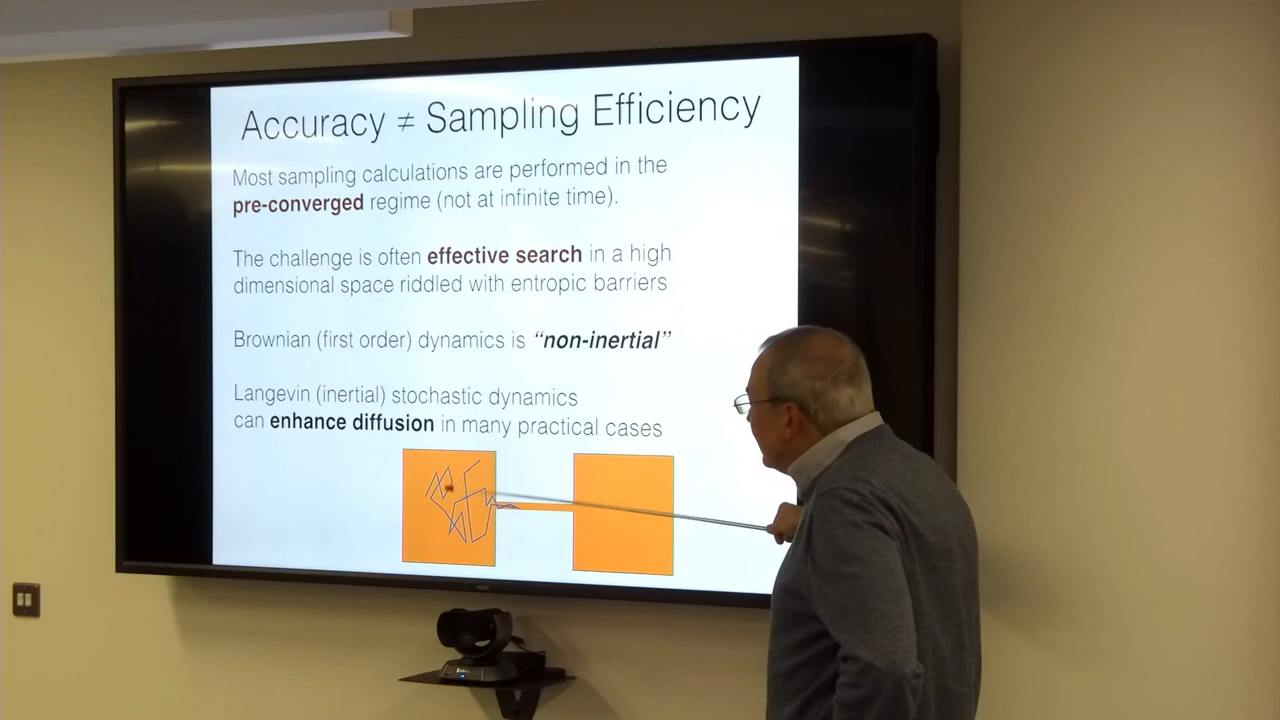 Accuracy ≠ Sampling Efficiency
Most sampling calculations are performed in the
pre-converged regime (not at infinite time).
The challenge is often effective search in a high
dimensional space riddled with entropic barriers
Brownian (first order) dynamics is “non-inertial”
Langevin (inertial) stochastic dynamics
can enhance diffusion in many practical cases